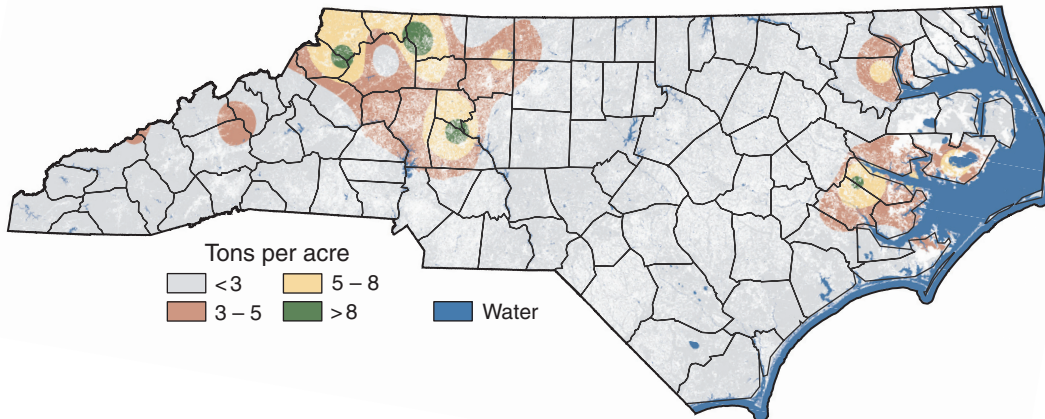 Tons per acre
<3
5 – 8
3 – 5
>8
Water